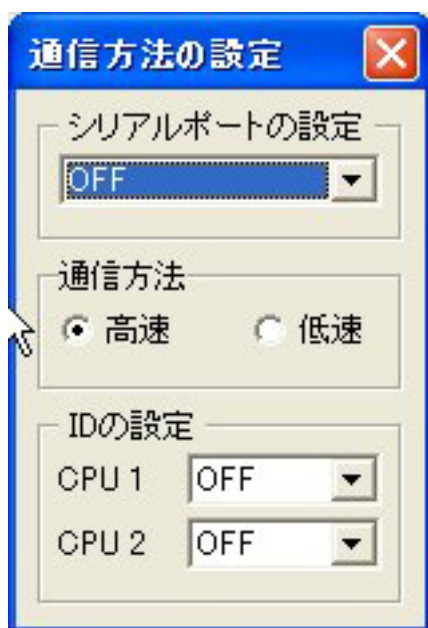 通信方法の設定
シリアルポートの設定
OFF
通信方法
高速 低速
IDの設定
CPU 1 OFF
CPU 2 OFF